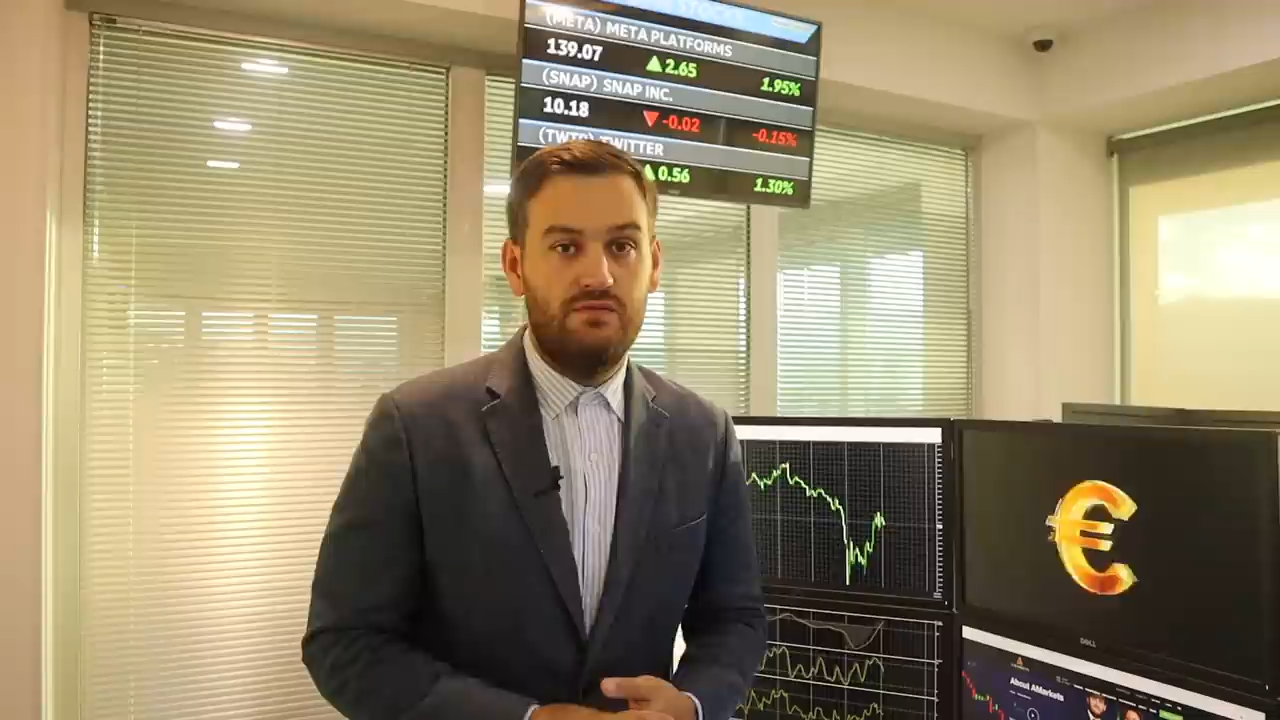 (META) META PLATFORMS
139.07 ▲2.65 1.95%
(SNAP) SNAP INC.
10.18 ▼-0.02 -0.15%
TWITTER
▲0.56 1.30%
€
DELL
About AMarkets